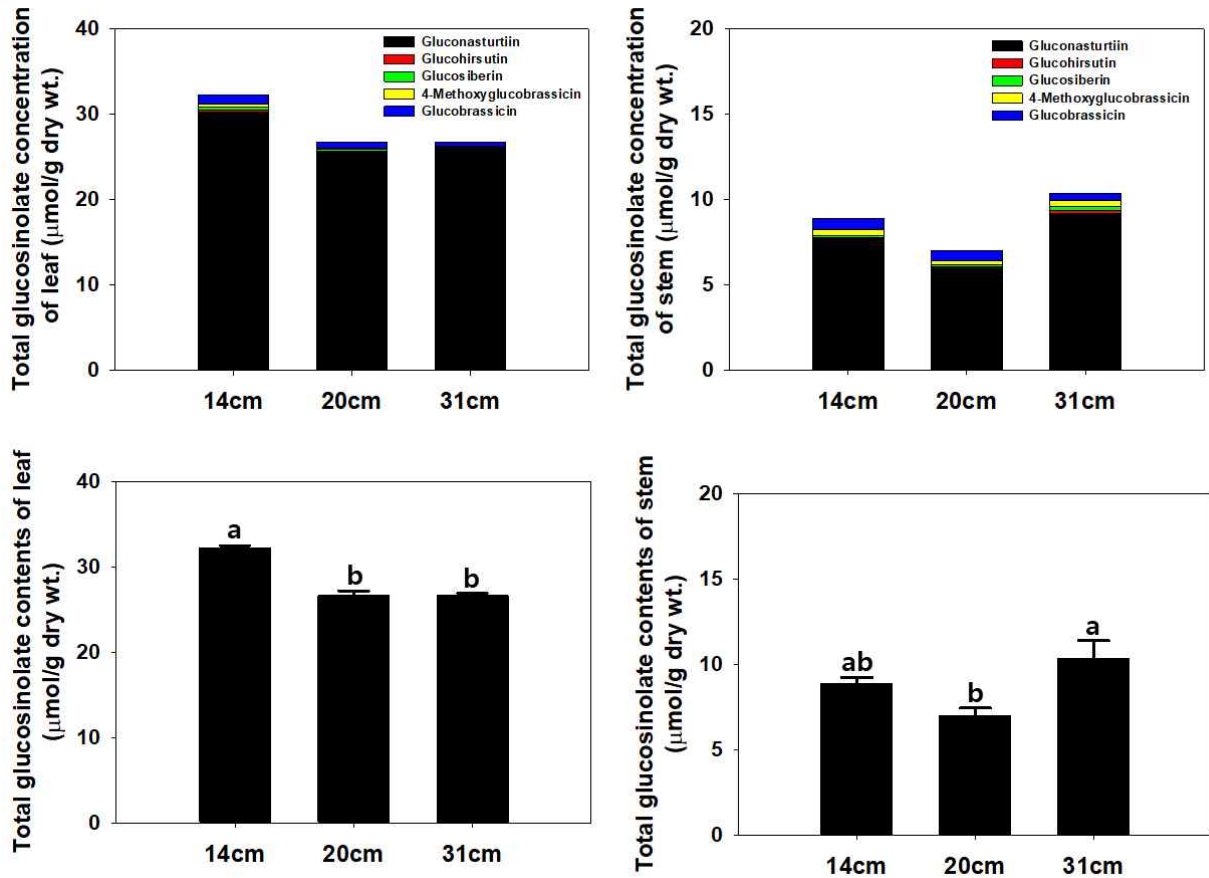 Total glucosinolate concentration
of leaf (μmol/g dry wt.)
40
30
20
10
0
Gluconasturtiin
Glucohirsutin
Glucosiberin
4-Methoxyglucobrassicin
Glucobrassicin
14cm
20cm
31cm
Total glucosinolate concentration
of stem (μmol/g dry wt.)
20
15
10
5
0
Gluconasturtiin
Glucohirsutin
Glucosiberin
4-Methoxyglucobrassicin
Glucobrassicin
14cm
20cm
31cm
Total glucosinolate contents of leaf
(μmol/g dry wt.)
40
30
20
10
0
a
b
b
14cm
20cm
31cm
Total glucosinolate contents of stem
(μmol/g dry wt.)
20
15
10
5
0
ab
b
a
14cm
20cm
31cm